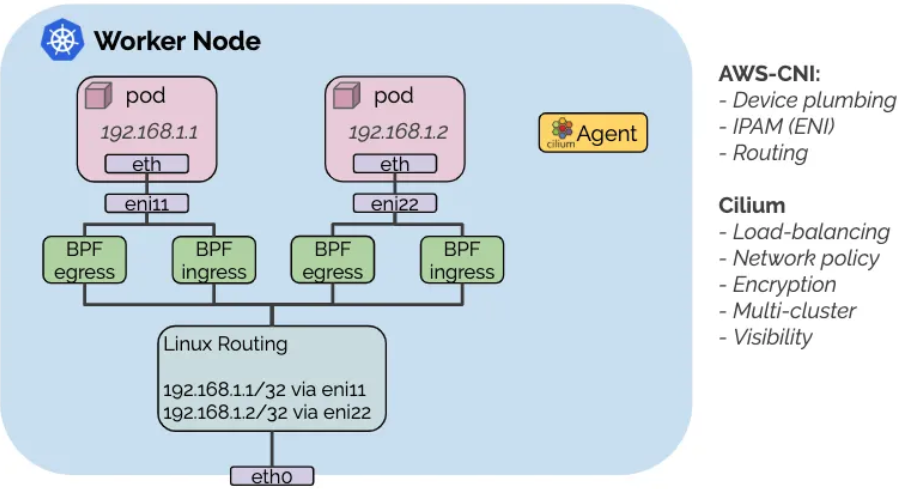 Worker Node
pod
192.168.1.1
eth
eni11
pod
192.168.1.2
eth
eni22
cilium
Agent
BPF
egress
BPF
ingress
BPF
egress
BPF
ingress
Linux Routing
192.168.1.1/32 via eni11
192.168.1.2/32 via eni22
eth0
AWS-CNI:
- Device plumbing
- IPAM (ENI)
- Routing
Cilium
- Load-balancing
- Network policy
- Encryption
- Multi-cluster
- Visibility